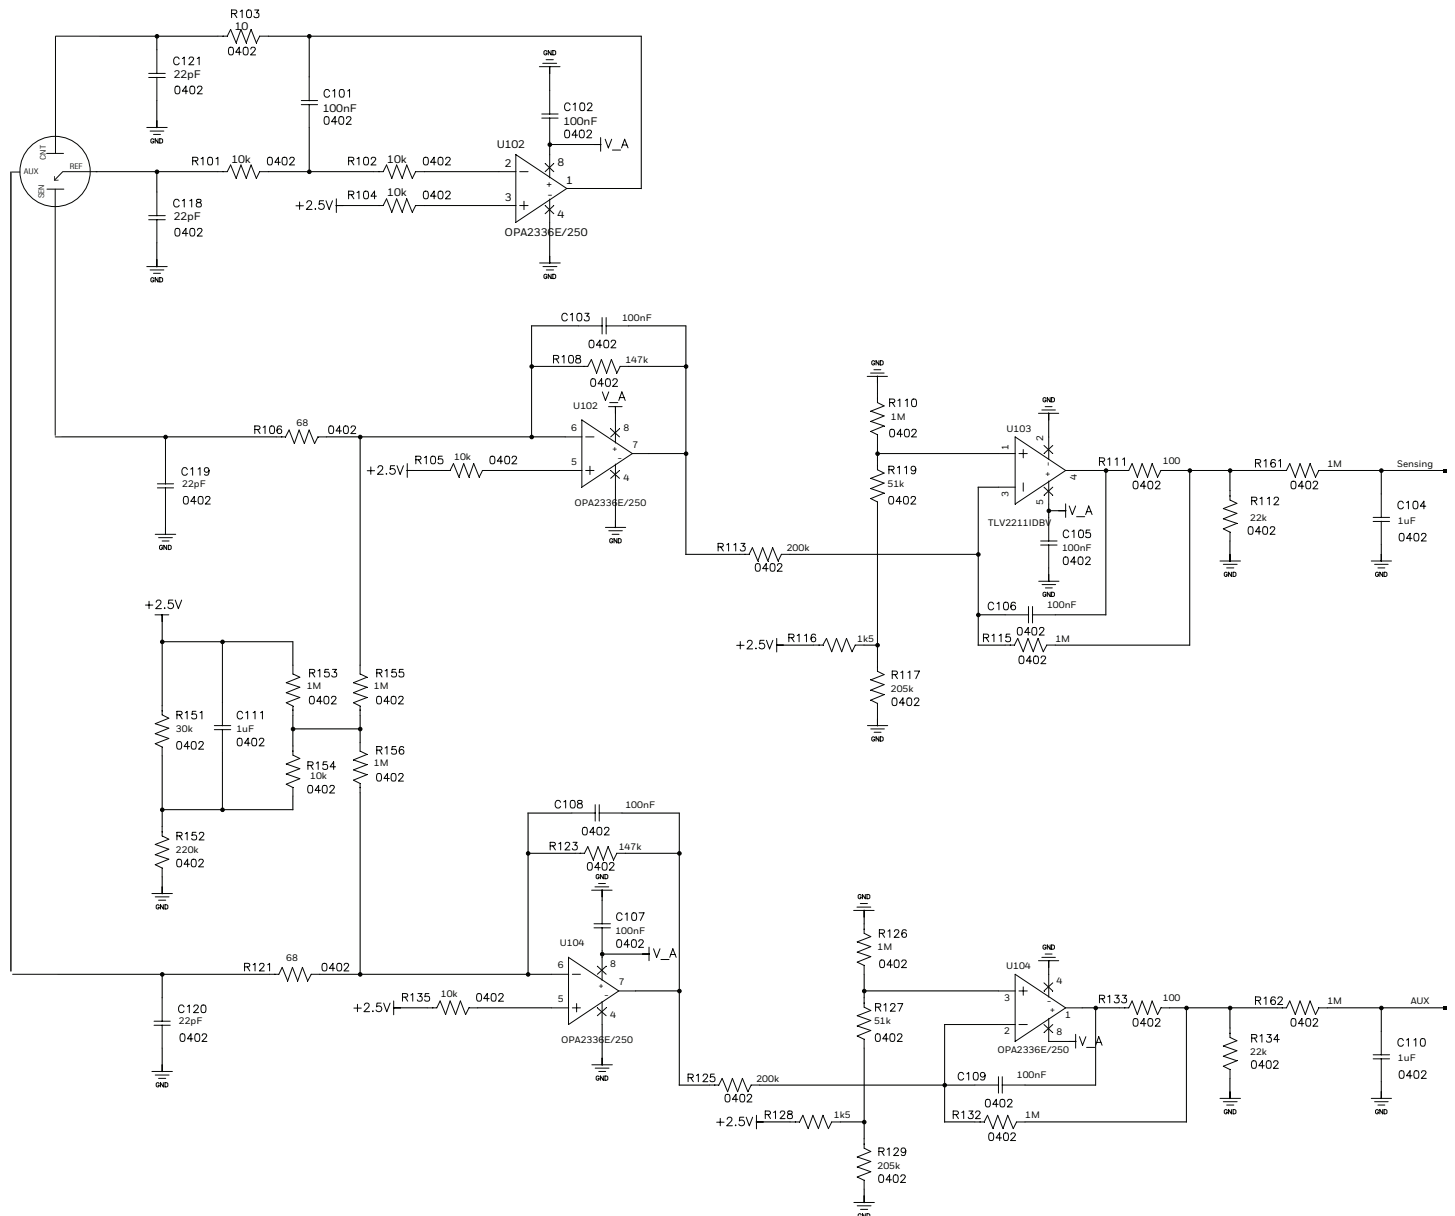 R103
10
0402
C121
22pF
0402
GND
C101
100nF
0402
GND
C102
100nF
0402
V_A
CNT
AUX
REF
SEN
R101 10k 0402
R102 10k 0402
U102
2
8
1
+2.5V
R104 10k 0402
3
4
OPA2336E/250
GND
C118
22pF
0402
GND
C103 100nF
0402
R108 147k
0402
V_A
U102
8
R106 68 0402
6
7
+2.5V
R105 10k 0402
5
4
OPA2336E/250
GND
C119
22pF
0402
GND
GND
R110
1M
0402
GND
U103
2
1
4
3
5
R119
51k
0402
TLV2211IDBV
V_A
C105
100nF
0402
GND
R111 100
0402
R161 1M
0402
Sensing
R112
22k
0402
GND
C104
1uF
0402
GND
R113 200k
0402
C106 100nF
0402
R115 1M
0402
+2.5V
R116 1k5
R117
205k
0402
GND
+2.5V
R153
1M
0402
R155
1M
0402
R151
30k
0402
C111
1uF
0402
R154
10k
0402
R156
1M
0402
R152
220k
0402
GND
C108 100nF
0402
R123 147k
0402
GND
C107
100nF
0402
V_A
U104
8
R121 68 0402
6
7
+2.5V
R135 10k 0402
5
4
OPA2336E/250
GND
C120
22pF
0402
GND
GND
R126
1M
0402
GND
U104
4
3
1
2
8
R127
51k
0402
OPA2336E/250
V_A
R133 100
0402
R162 1M
0402
AUX
R134
22k
0402
GND
C110
1uF
0402
GND
R125 200k
0402
C109 100nF
0402
R132 1M
0402
+2.5V
R128 1k5
R129
205k
0402
GND